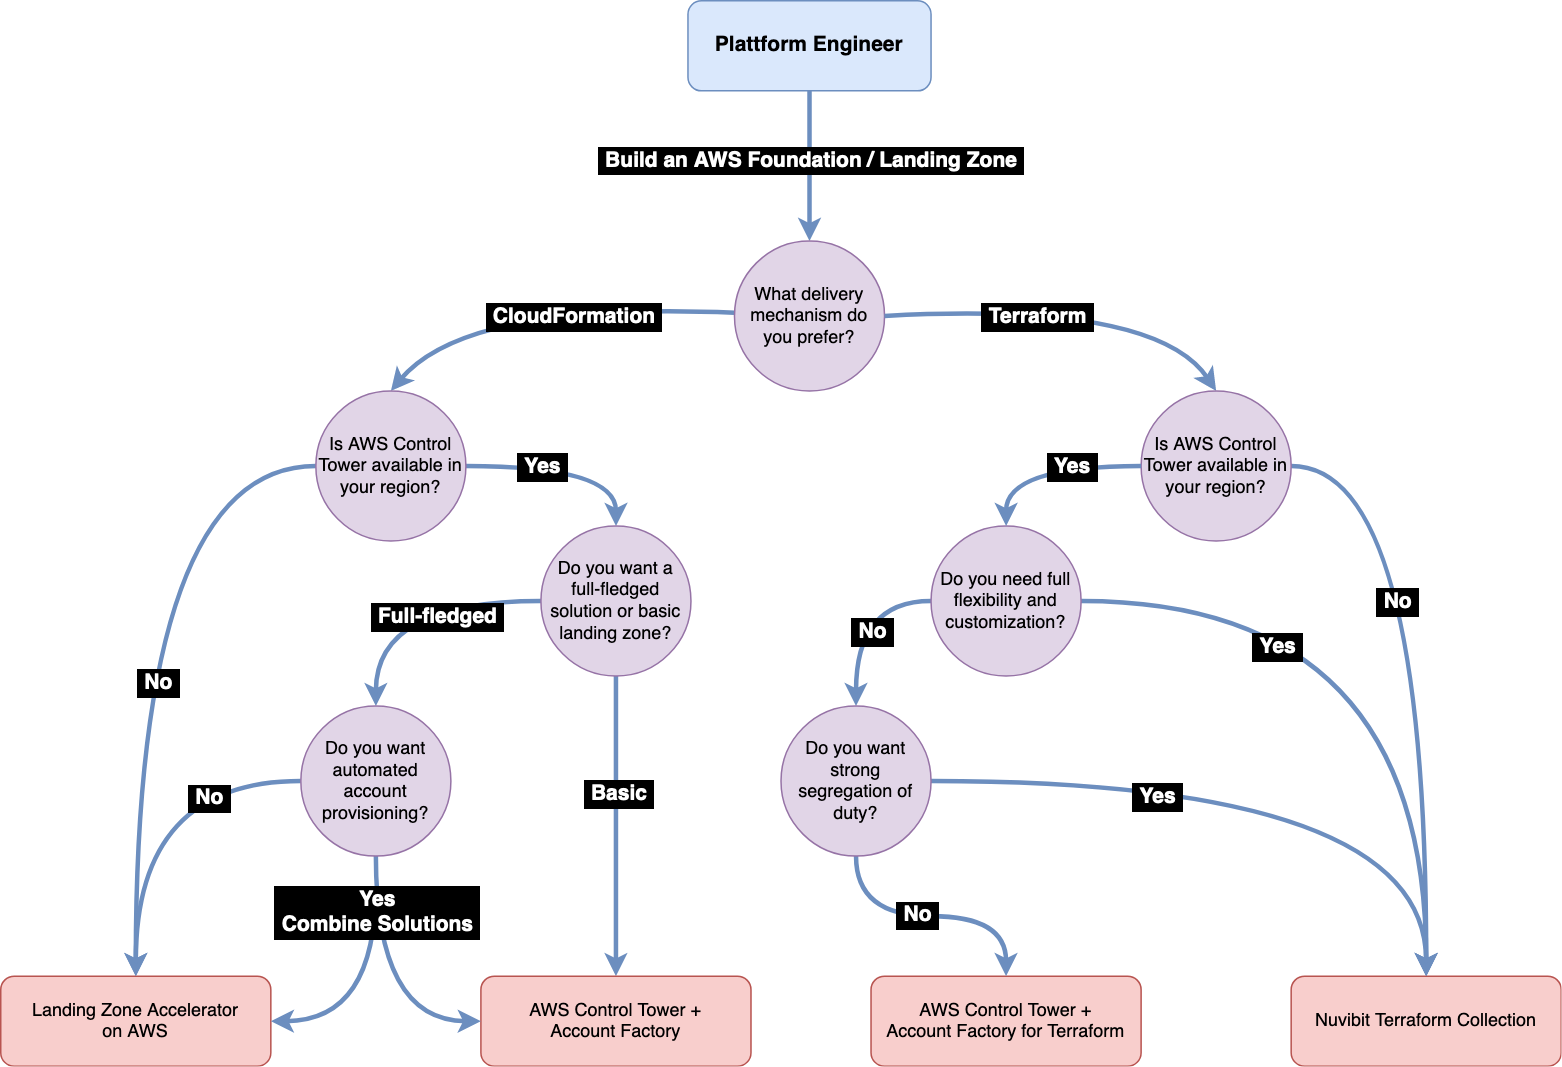 Plattform Engineer
Build an AWS Foundation / Landing Zone
What delivery
mechanism do
you prefer?
CloudFormation
Terraform
Is AWS Control
Tower available in
your region?
Yes
Yes
Is AWS Control
Tower available in
your region?
Do you want a
full-fledged
solution or basic
landing zone?
Do you need full
flexibility and
customization?
Full-fledged
No
No
Yes
No
Do you want
automated
account
provisioning?
Do you want
strong
segregation of
duty?
No
Basic
Yes
Yes
Combine Solutions
No
Landing Zone Accelerator
on AWS
AWS Control Tower +
Account Factory
AWS Control Tower +
Account Factory for Terraform
Nuvibit Terraform Collection